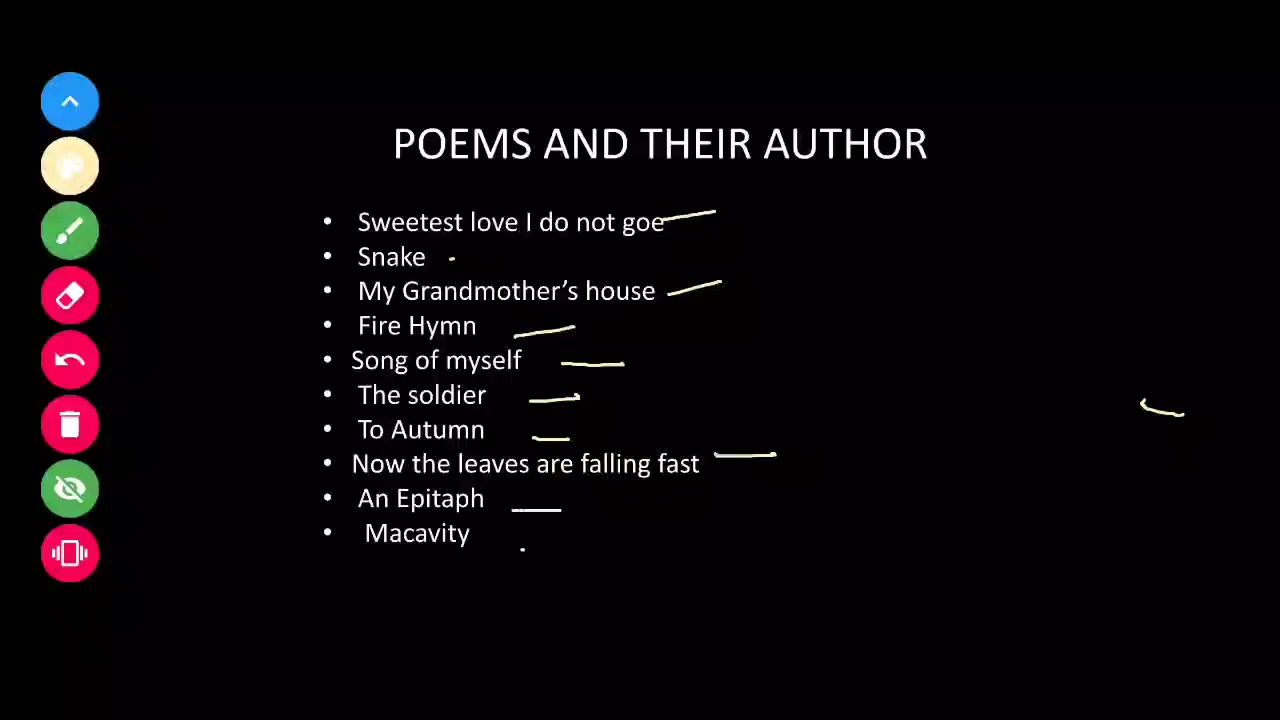 POEMS AND THEIR AUTHOR
• Sweetest love I do not goe
• Snake
• My Grandmother’s house
• Fire Hymn
• Song of myself
• The soldier
• To Autumn
• Now the leaves are falling fast
• An Epitaph
• Macavity